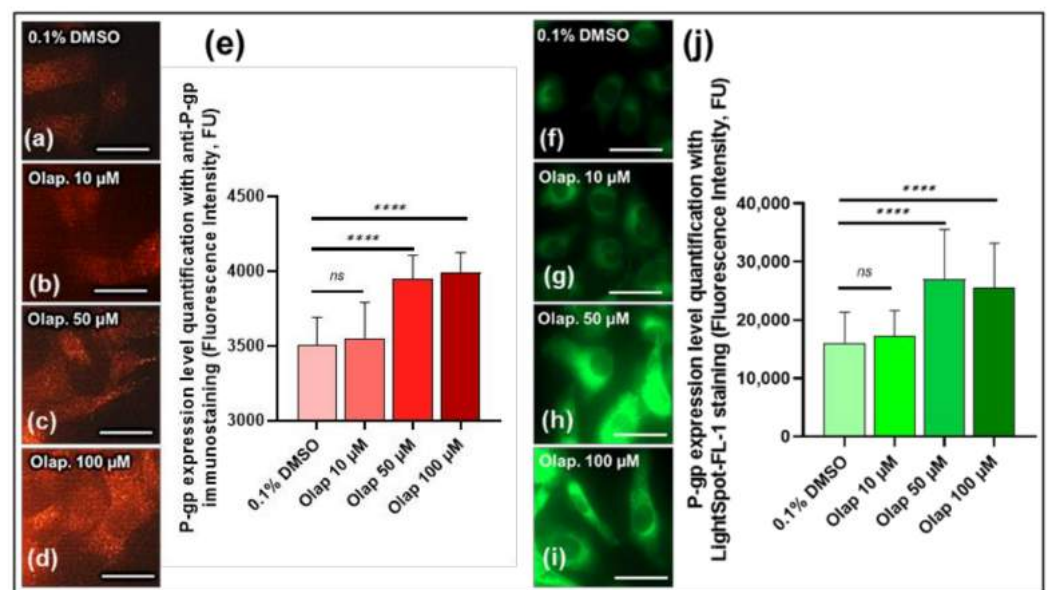 0.1% DMSO
(a)
Olap. 10 µM
(b)
Olap. 50 µM
(c)
Olap. 100 µM
(d)
(e)
P-gp expression level quantification with anti-P-gp
immunostaining (Fluorescence Intensity, FU)
4500
4000
3500
3000
****
****
ns
0.1% DMSO
Olap 10 µM
Olap 50 µM
Olap 100 µM
0.1% DMSO
(f)
Olap. 10 µM
(g)
Olap. 50 µM
(h)
Olap. 100 µM
(i)
(j)
P-gp expression level quantification with
LightSpot-FL-1 staining (Fluorescence Intensity, FU)
40,000
30,000
20,000
10,000
0
****
****
ns
0.1% DMSO
Olap 10 µM
Olap 50 µM
Olap 100 µM